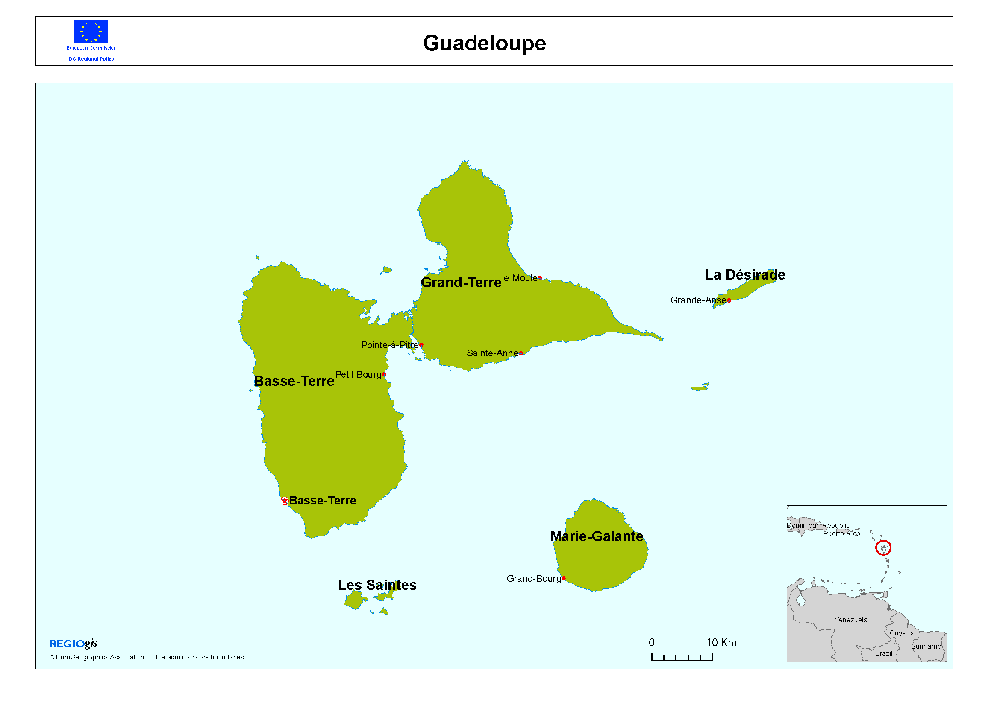 European Commission
DG Regional Policy
Guadeloupe
La Désirade
Grand-Terre
le Moule
Grande-Anse
Pointe-à-Pitre
Sainte-Anne
Petit Bourg
Basse-Terre
Basse-Terre
Marie-Galante
Grand-Bourg
Les Saintes
Dominican Republic
Puerto Rico
Venezuela
Guyana
Suriname
Brazil
0 10 Km
REGIOgis
© EuroGeographics Association for the administrative boundaries